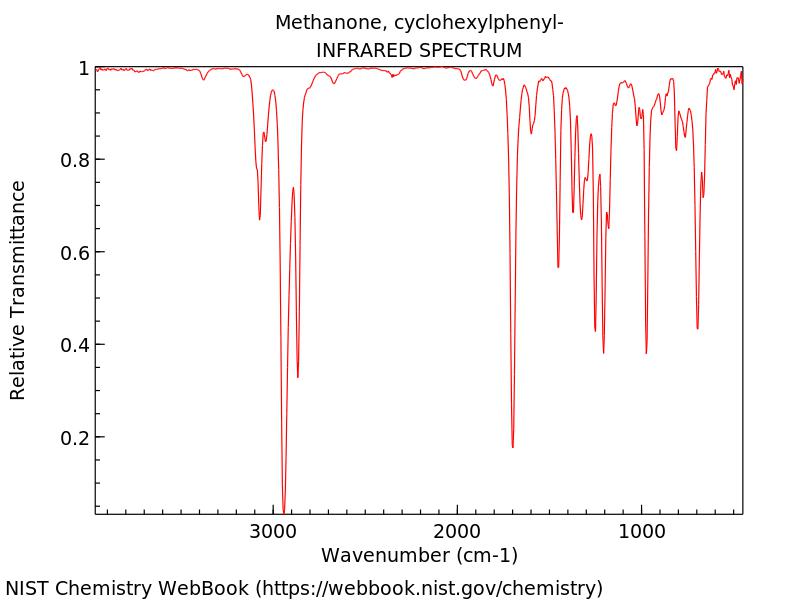 Methanone, cyclohexylphenyl-
INFRARED SPECTRUM
1
0.8
0.6
0.4
0.2
Relative Transmittance
3000 2000 1000
Wavenumber (cm-1)
NIST Chemistry WebBook (https://webbook.nist.gov/chemistry)